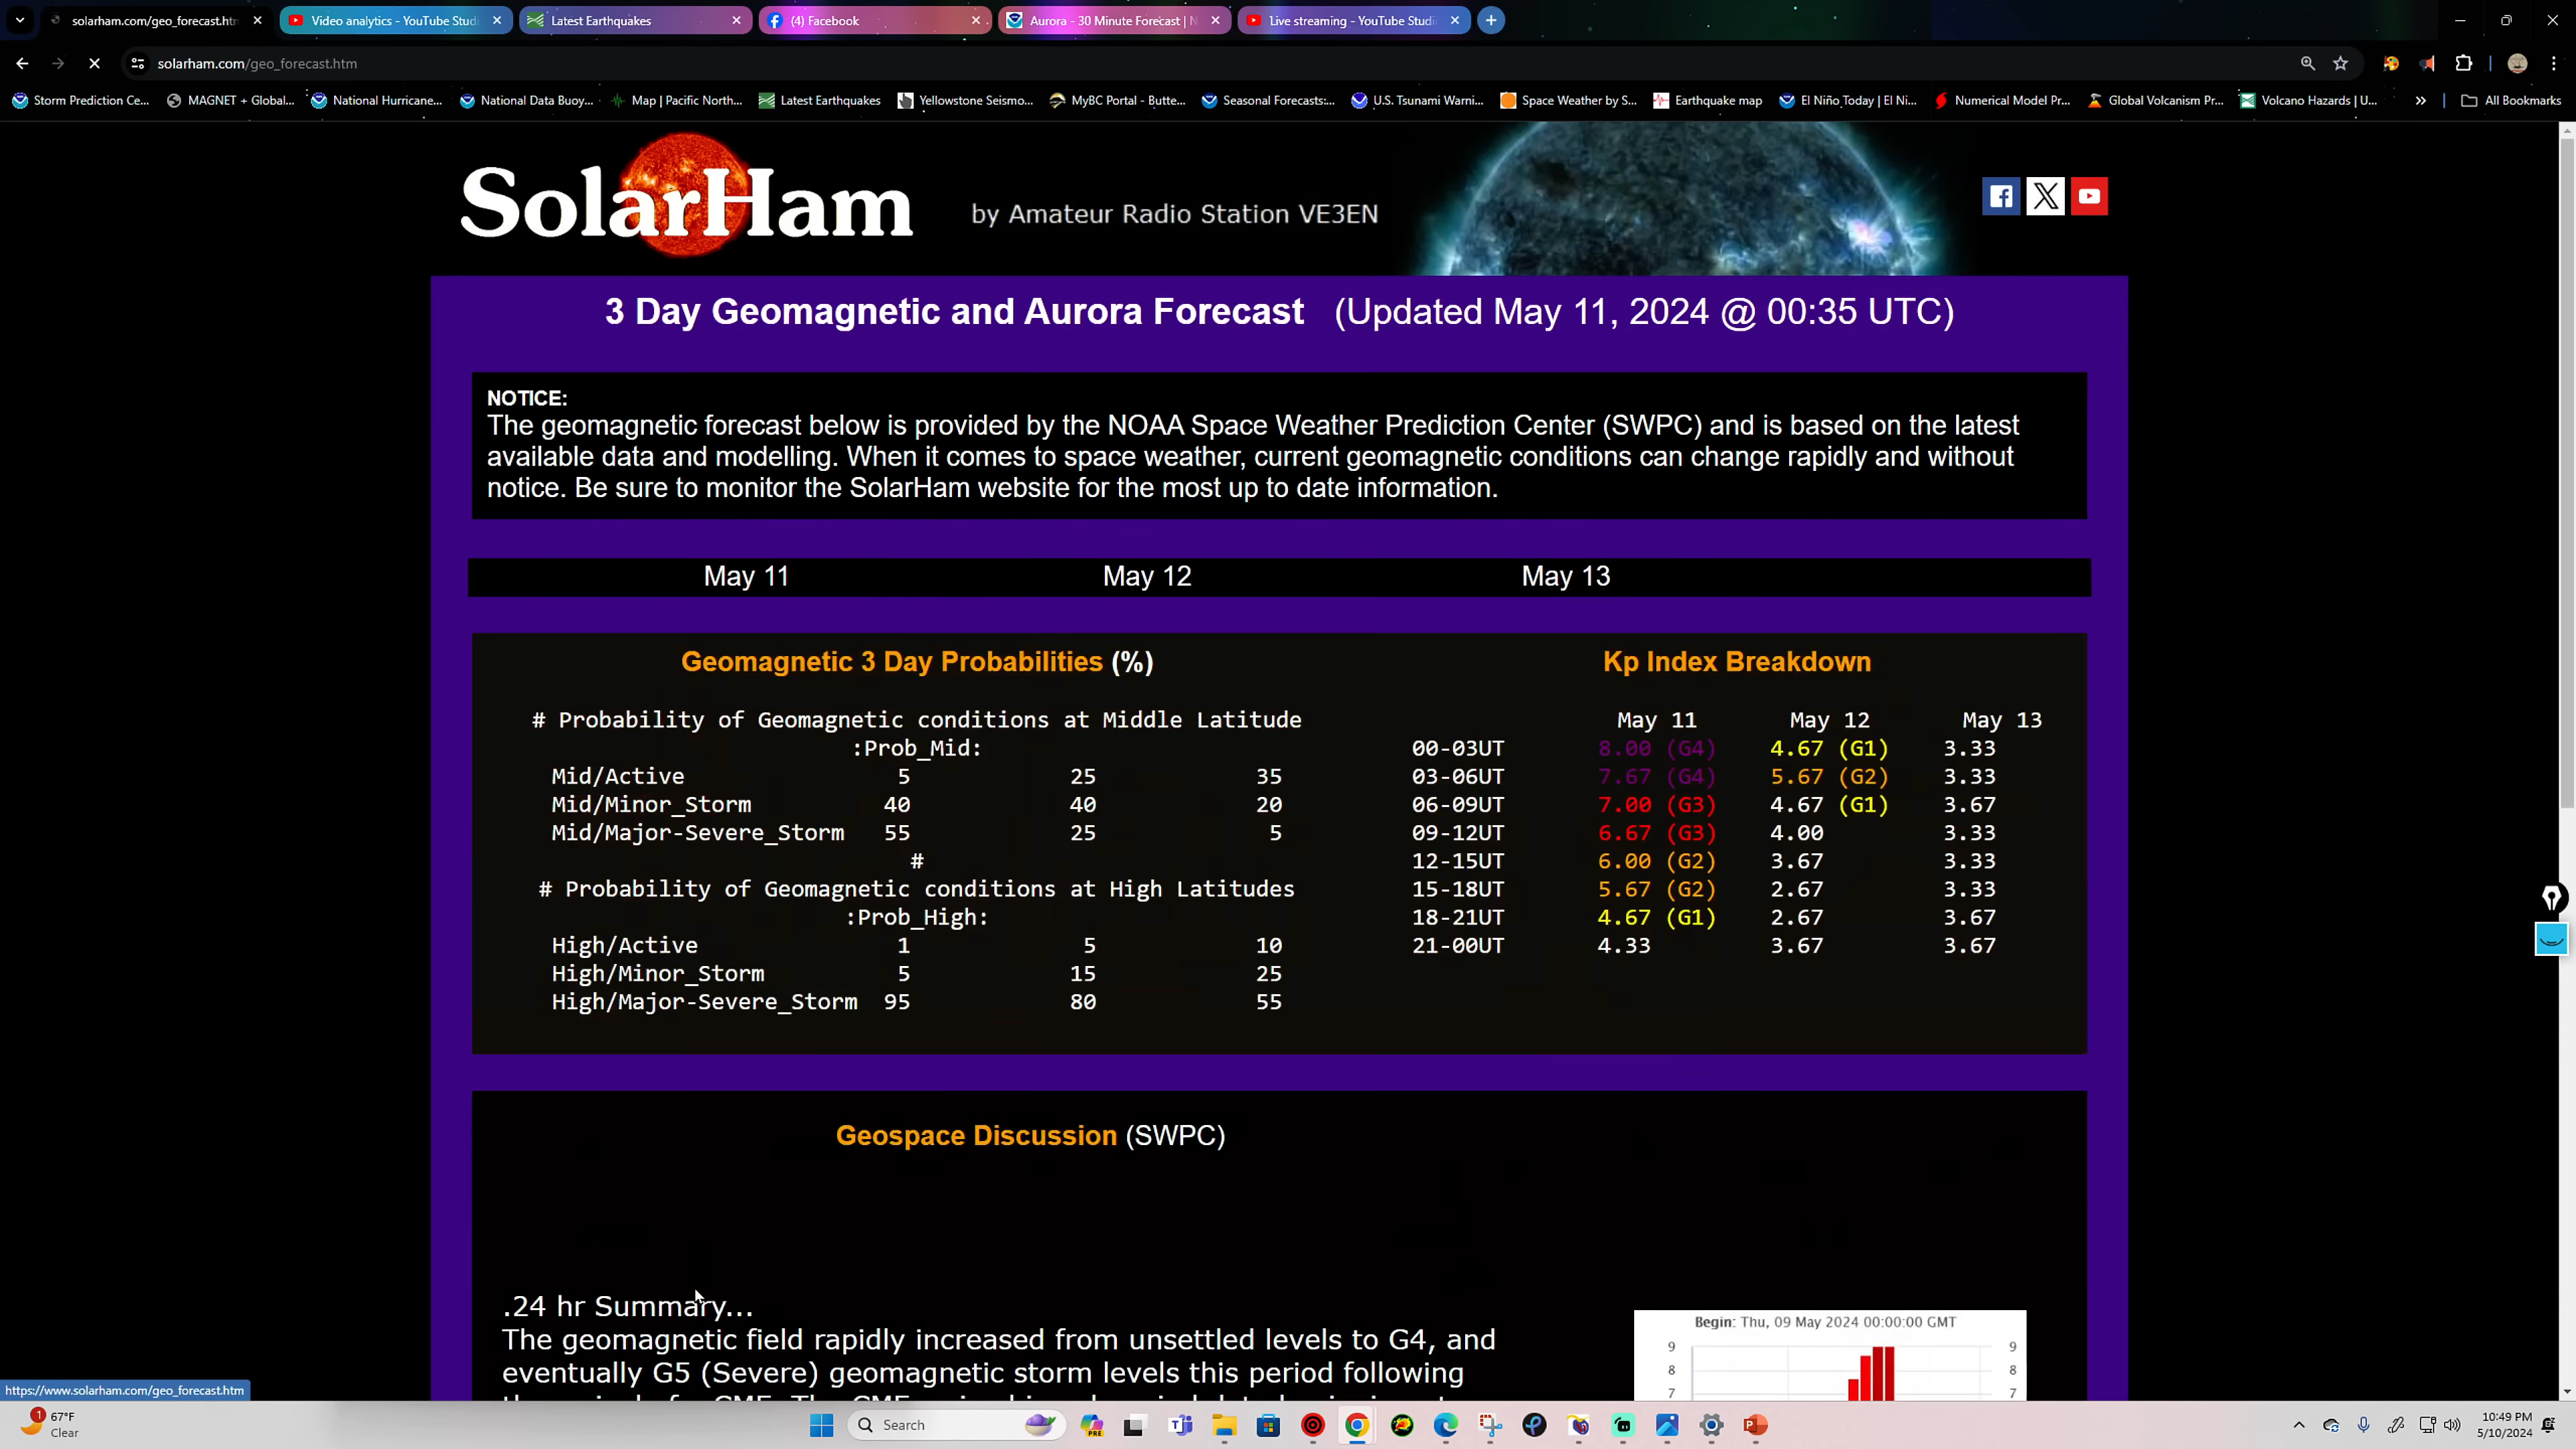 solarham.com/geo_forecast.htm
Video analytics - YouTube Studi
Latest Earthquakes
(4) Facebook
Aurora - 30 Minute Forecast | N
Live streaming - YouTube Studi
solarham.com/geo_forecast.htm
Storm Prediction Ce...
MAGNET + Global...
National Hurricane...
National Data Buoy...
Map | Pacific North...
Latest Earthquakes
Yellowstone Seismo...
MyBC Portal - Butte...
Seasonal Forecasts:...
U.S. Tsunami Warni...
Space Weather by S...
Earthquake map
El Niño Today | El Ni...
Numerical Model Pr...
Global Volcanism Pr...
Volcano Hazards | U...
All Bookmarks
SolarHam by Amateur Radio Station VE3EN
3 Day Geomagnetic and Aurora Forecast (Updated May 11, 2024 @ 00:35 UTC)
NOTICE:
The geomagnetic forecast below is provided by the NOAA Space Weather Prediction Center (SWPC) and is based on the latest
available data and modelling. When it comes to space weather, current geomagnetic conditions can change rapidly and without
notice. Be sure to monitor the SolarHam website for the most up to date information.
May 11 May 12 May 13
Geomagnetic 3 Day Probabilities (%)
# Probability of Geomagnetic conditions at Middle Latitude
:Prob_Mid:
Mid/Active 5 25 35
Mid/Minor_Storm 40 40 20
Mid/Major-Severe_Storm 55 25 5
#
# Probability of Geomagnetic conditions at High Latitudes
:Prob_High:
High/Active 1 5 10
High/Minor_Storm 5 15 25
High/Major-Severe_Storm 95 80 55
Kp Index Breakdown
May 11 May 12 May 13
00-03UT 8.00 (G4) 4.67 (G1) 3.33
03-06UT 7.67 (G4) 5.67 (G2) 3.33
06-09UT 7.00 (G3) 4.67 (G1) 3.67
09-12UT 6.67 (G3) 4.00 3.33
12-15UT 6.00 (G2) 3.67 3.33
15-18UT 5.67 (G2) 2.67 3.33
18-21UT 4.67 (G1) 2.67 3.67
21-00UT 4.33 3.67 3.67
Geospace Discussion (SWPC)
.24 hr Summary...
The geomagnetic field rapidly increased from unsettled levels to G4, and
eventually G5 (Severe) geomagnetic storm levels this period following
Begin: Thu, 09 May 2024 00:00:00 GMT
9 9
8 8
7 7
https://www.solarham.com/geo_forecast.htm
1
67°F
Clear
Search
PRE
10:49 PM
5/10/2024